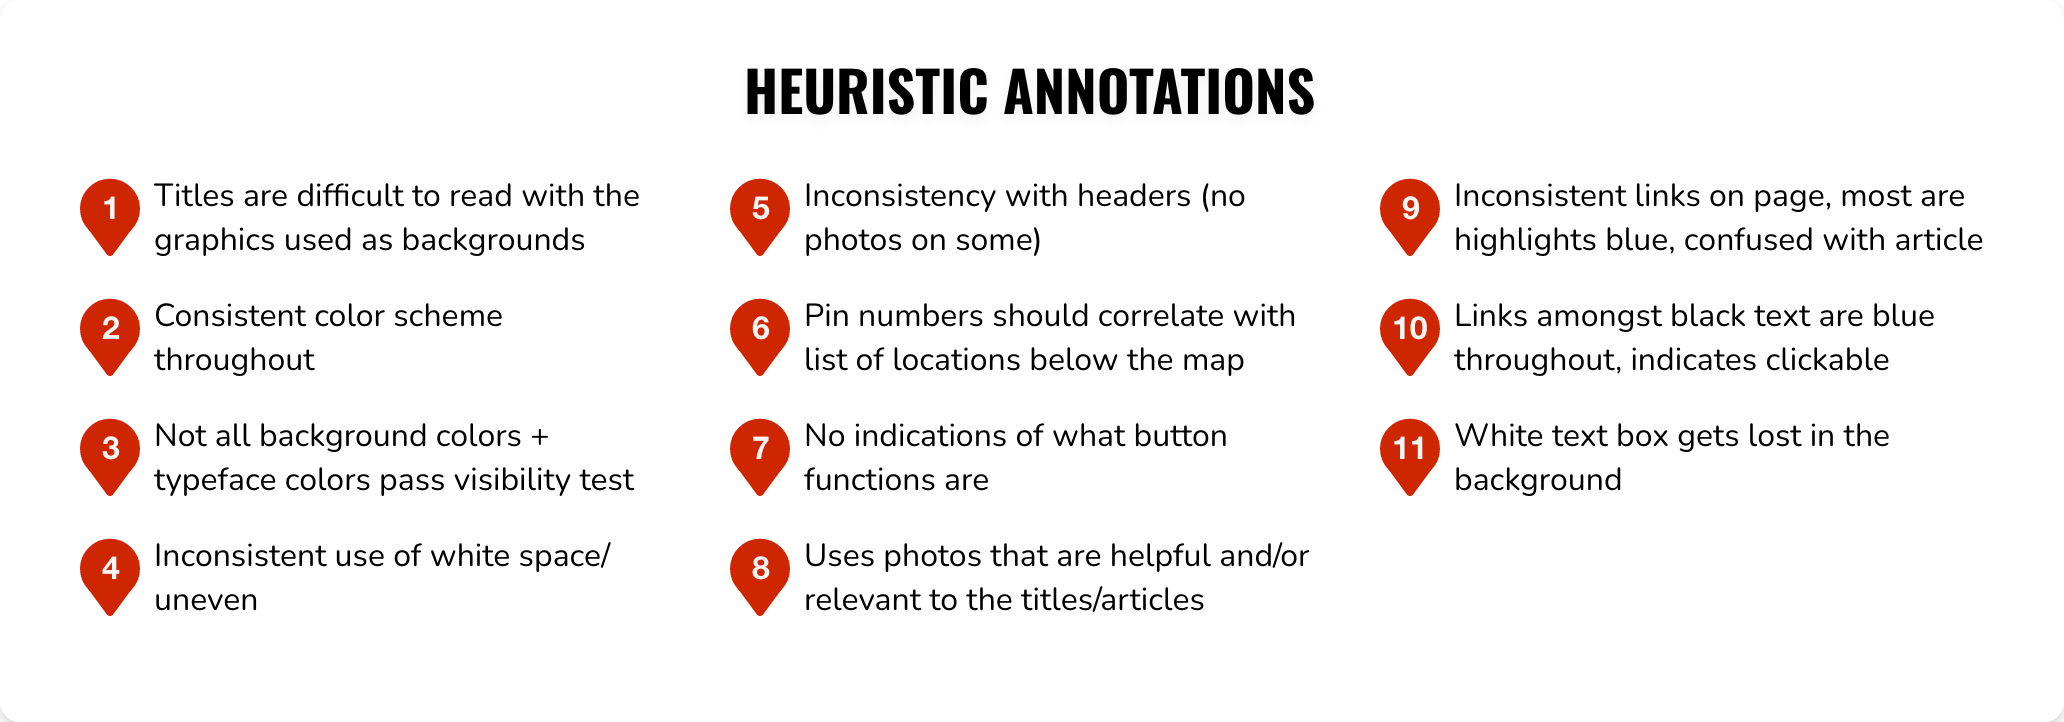 HEURISTIC ANNOTATIONS
1
Titles are difficult to read with the
graphics used as backgrounds
2
Consistent color scheme
throughout
3
Not all background colors +
typeface colors pass visibility test
4
Inconsistent use of white space/
uneven
5
Inconsistency with headers (no
photos on some)
6
Pin numbers should correlate with
list of locations below the map
7
No indications of what button
functions are
8
Uses photos that are helpful and/or
relevant to the titles/articles
9
Inconsistent links on page, most are
highlights blue, confused with article
10
Links amongst black text are blue
throughout, indicates clickable
11
White text box gets lost in the
background